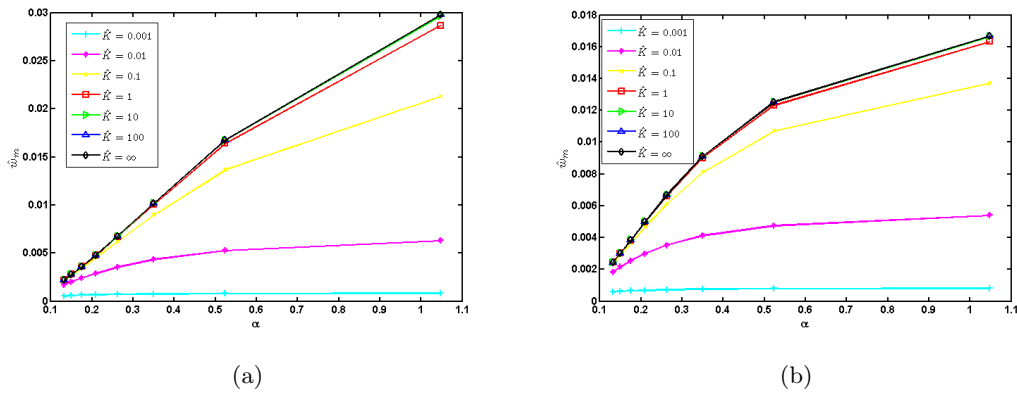 0.03
0.025
0.02
0.015
0.01
0.005
0
ŵ_m
K̂ = 0.001
K̂ = 0.01
K̂ = 0.1
K̂ = 1
K̂ = 10
K̂ = 100
K̂ = ∞
0.1 0.2 0.3 0.4 0.5 0.6 0.7 0.8 0.9 1 1.1
α
(a)
0.018
0.016
0.014
0.012
0.01
0.008
0.006
0.004
0.002
0
ŵ_m
K̂ = 0.001
K̂ = 0.01
K̂ = 0.1
K̂ = 1
K̂ = 10
K̂ = 100
K̂ = ∞
0.1 0.2 0.3 0.4 0.5 0.6 0.7 0.8 0.9 1 1.1
α
(b)